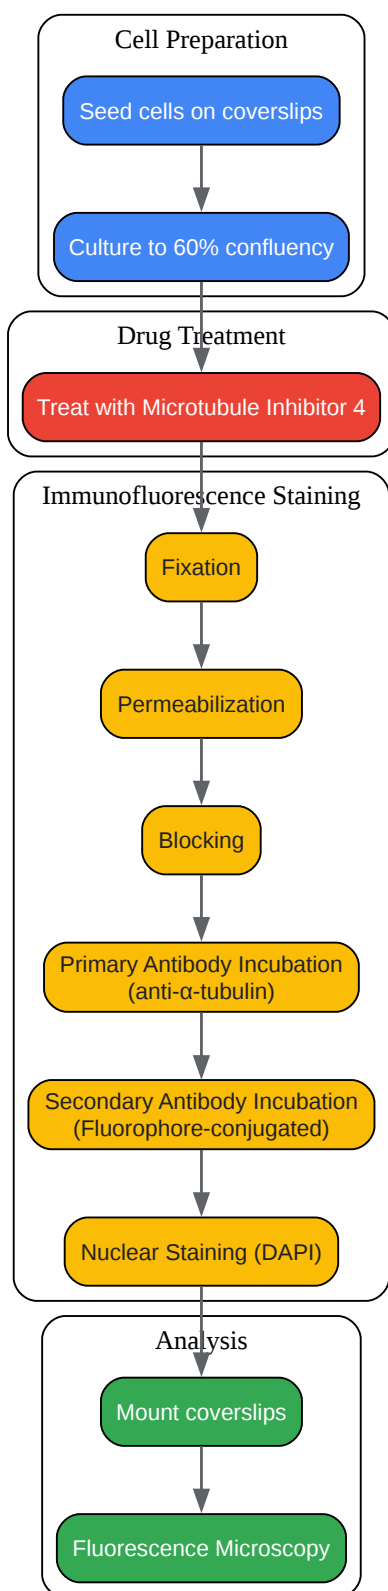 Cell Preparation
Seed cells on coverslips
Culture to 60% confluency
Drug Treatment
Treat with Microtubule Inhibitor 4
Immunofluorescence Staining
Fixation
Permeabilization
Blocking
Primary Antibody Incubation
(anti-α-tubulin)
Secondary Antibody Incubation
(Fluorophore-conjugated)
Nuclear Staining (DAPI)
Analysis
Mount coverslips
Fluorescence Microscopy